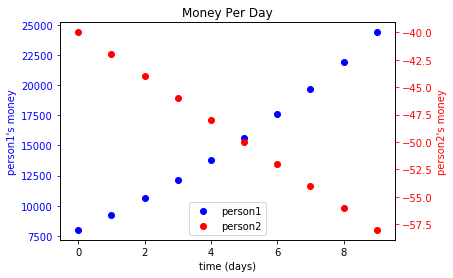 Money Per Day
25000
22500
20000
17500
15000
12500
10000
7500
person1's money
-40.0
-42.5
-45.0
-47.5
-50.0
-52.5
-55.0
-57.5
person2's money
person1
person2
0 2 4 6 8
time (days)